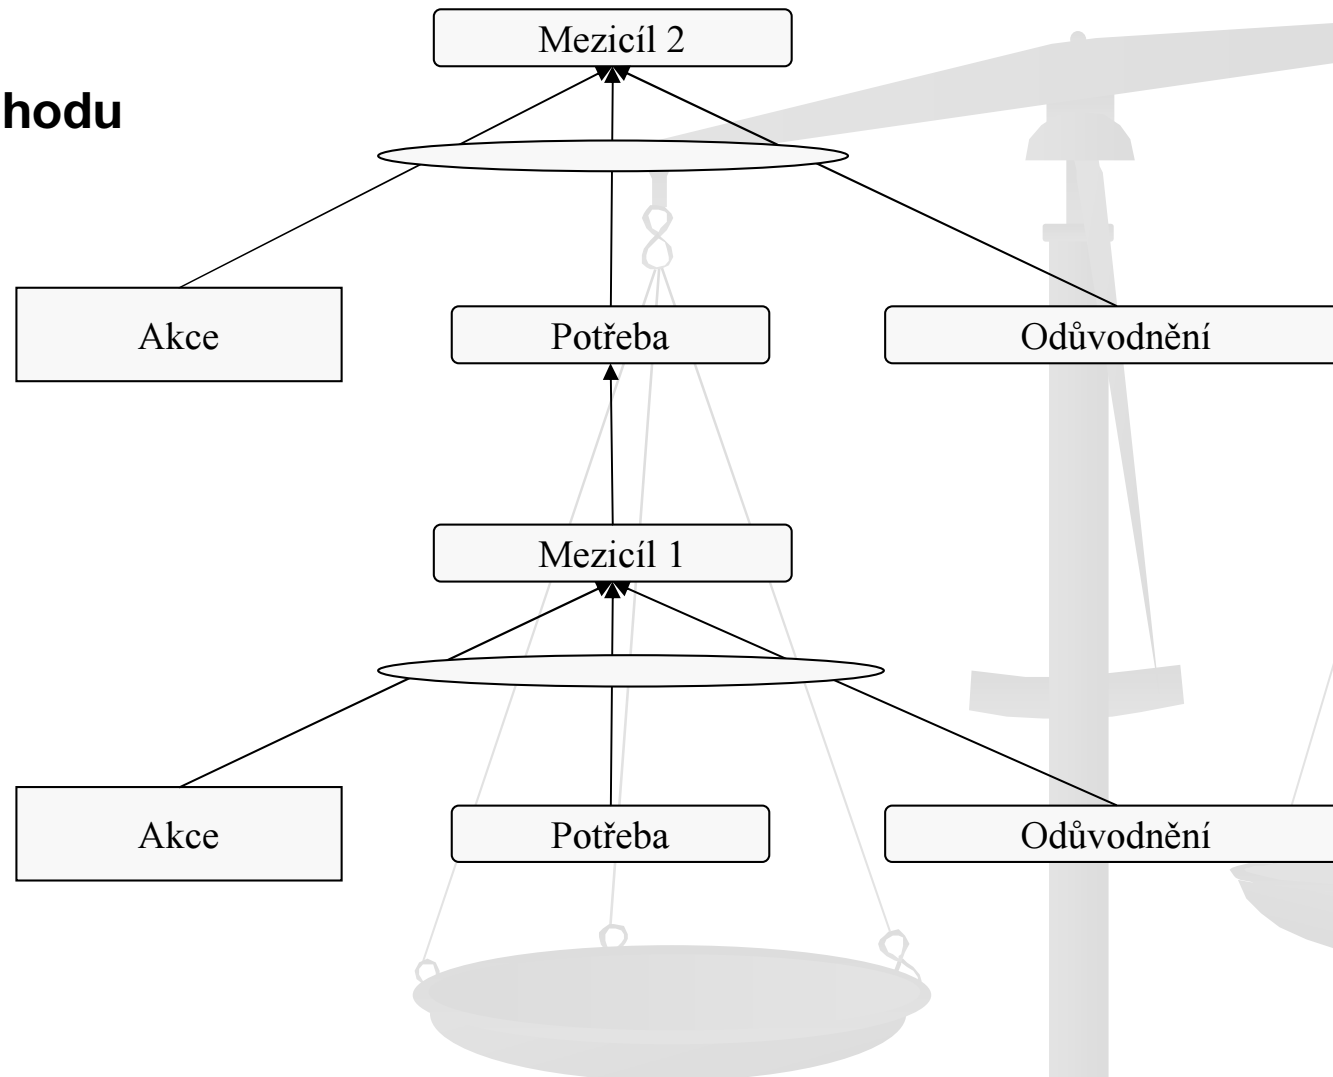 Mezicíl 2
hodu
Akce
Potřeba
Odůvodnění
Mezicíl 1
Akce
Potřeba
Odůvodnění